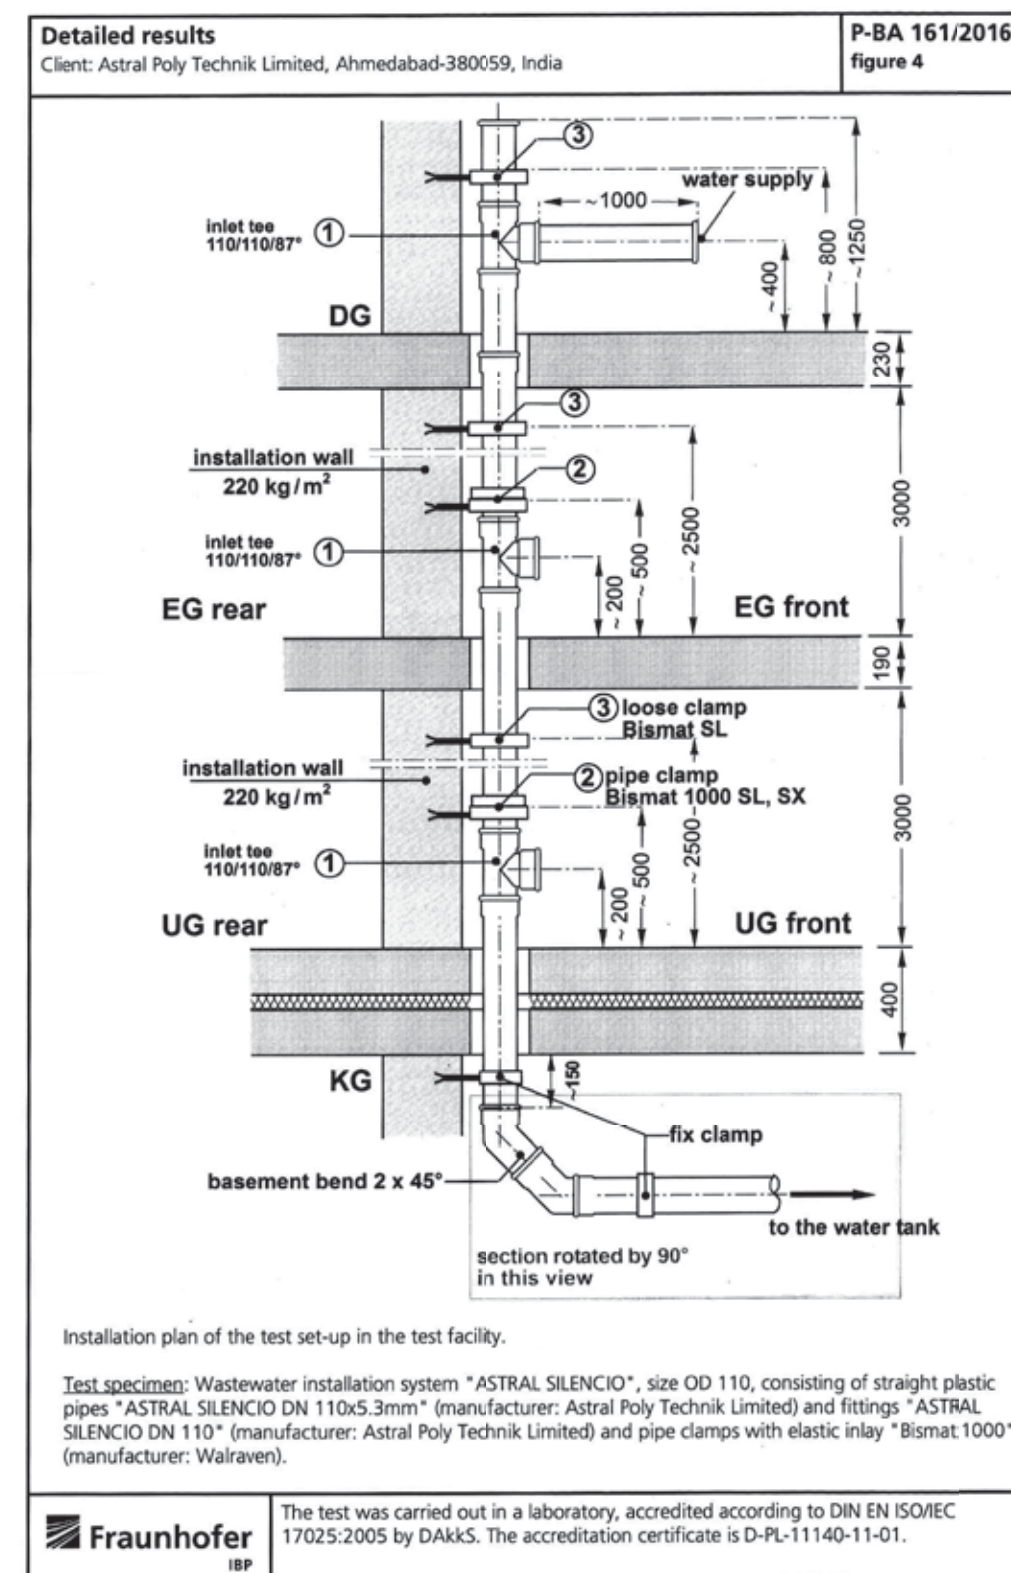 Detailed results
Client: Astral Poly Technik Limited, Ahmedabad-380059, India
P-BA 161/2016
figure 4
③
water supply
~1000
inlet tee
110/110/87° ①
~400
~800
~1250
DG
230
③
installation wall
220 kg/m²
②
inlet tee
110/110/87° ①
~200
~500
~2500
3000
EG rear
EG front
190
③ loose clamp
Bismat SL
installation wall
220 kg/m²
② pipe clamp
Bismat 1000 SL, SX
inlet tee
110/110/87° ①
~200
~500
~2500
3000
UG rear
UG front
400
KG
~150
fix clamp
basement bend 2 x 45°
to the water tank
section rotated by 90°
in this view
Installation plan of the test set-up in the test facility.
Test specimen: Wastewater installation system "ASTRAL SILENCIO", size OD 110, consisting of straight plastic
pipes "ASTRAL SILENCIO DN 110x5.3mm" (manufacturer: Astral Poly Technik Limited) and fittings "ASTRAL
SILENCIO DN 110" (manufacturer: Astral Poly Technik Limited) and pipe clamps with elastic inlay "Bismat 1000"
(manufacturer: Walraven).
Fraunhofer
IBP
The test was carried out in a laboratory, accredited according to DIN EN ISO/IEC
17025:2005 by DAkkS. The accreditation certificate is D-PL-11140-11-01.